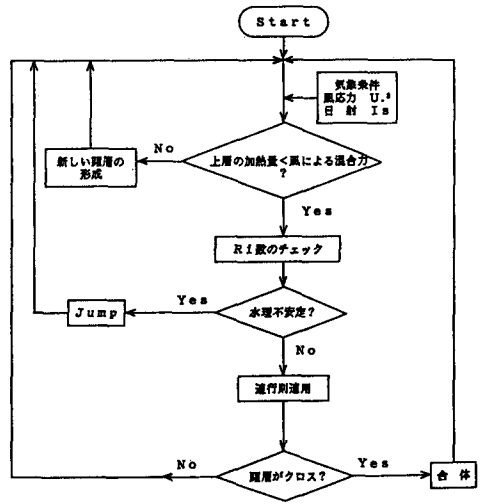 Start
気象条件
風応力 U.²
日 射 Is
No
新しい躍層の
形成
上層の加熱量<風による混合力
?
Yes
Ri数のチェック
Yes
Jump
水理不安定?
No
連行則適用
No
躍層がクロス?
Yes
合 体